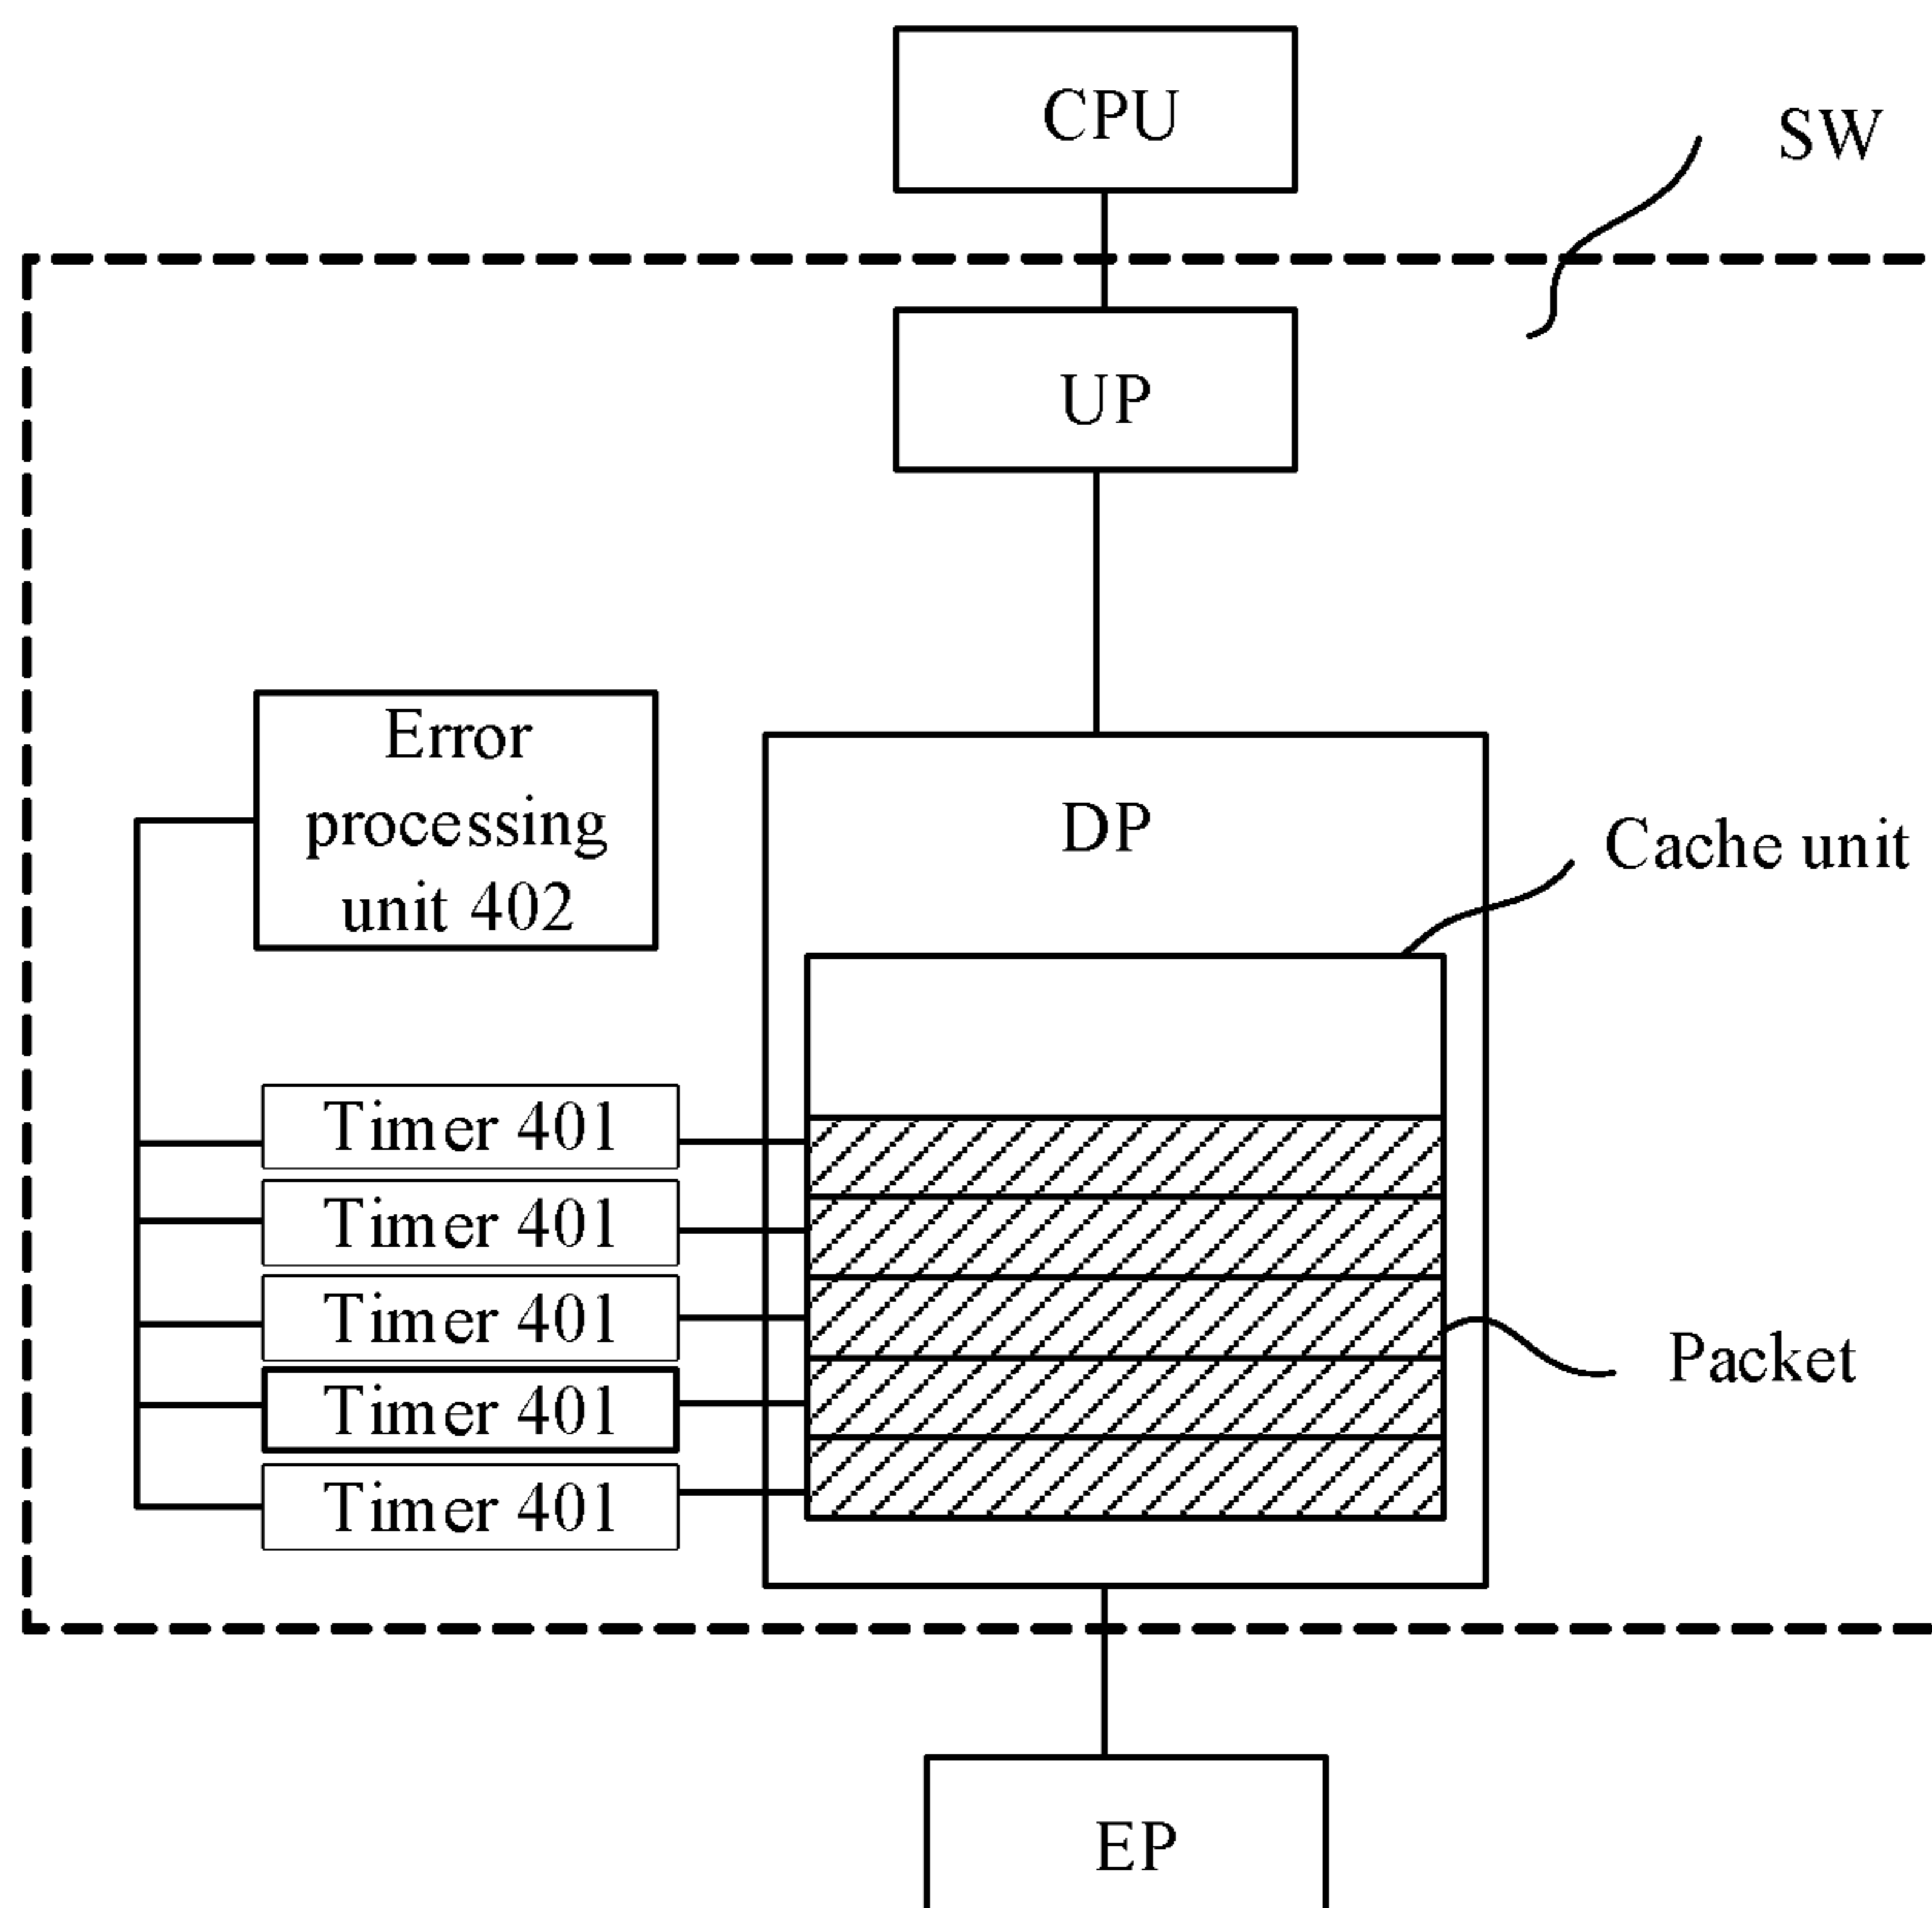 CPU
SW
UP
Error
processing
unit 402
DP
Cache unit
Timer 401
Timer 401
Timer 401
Timer 401
Timer 401
Packet
EP